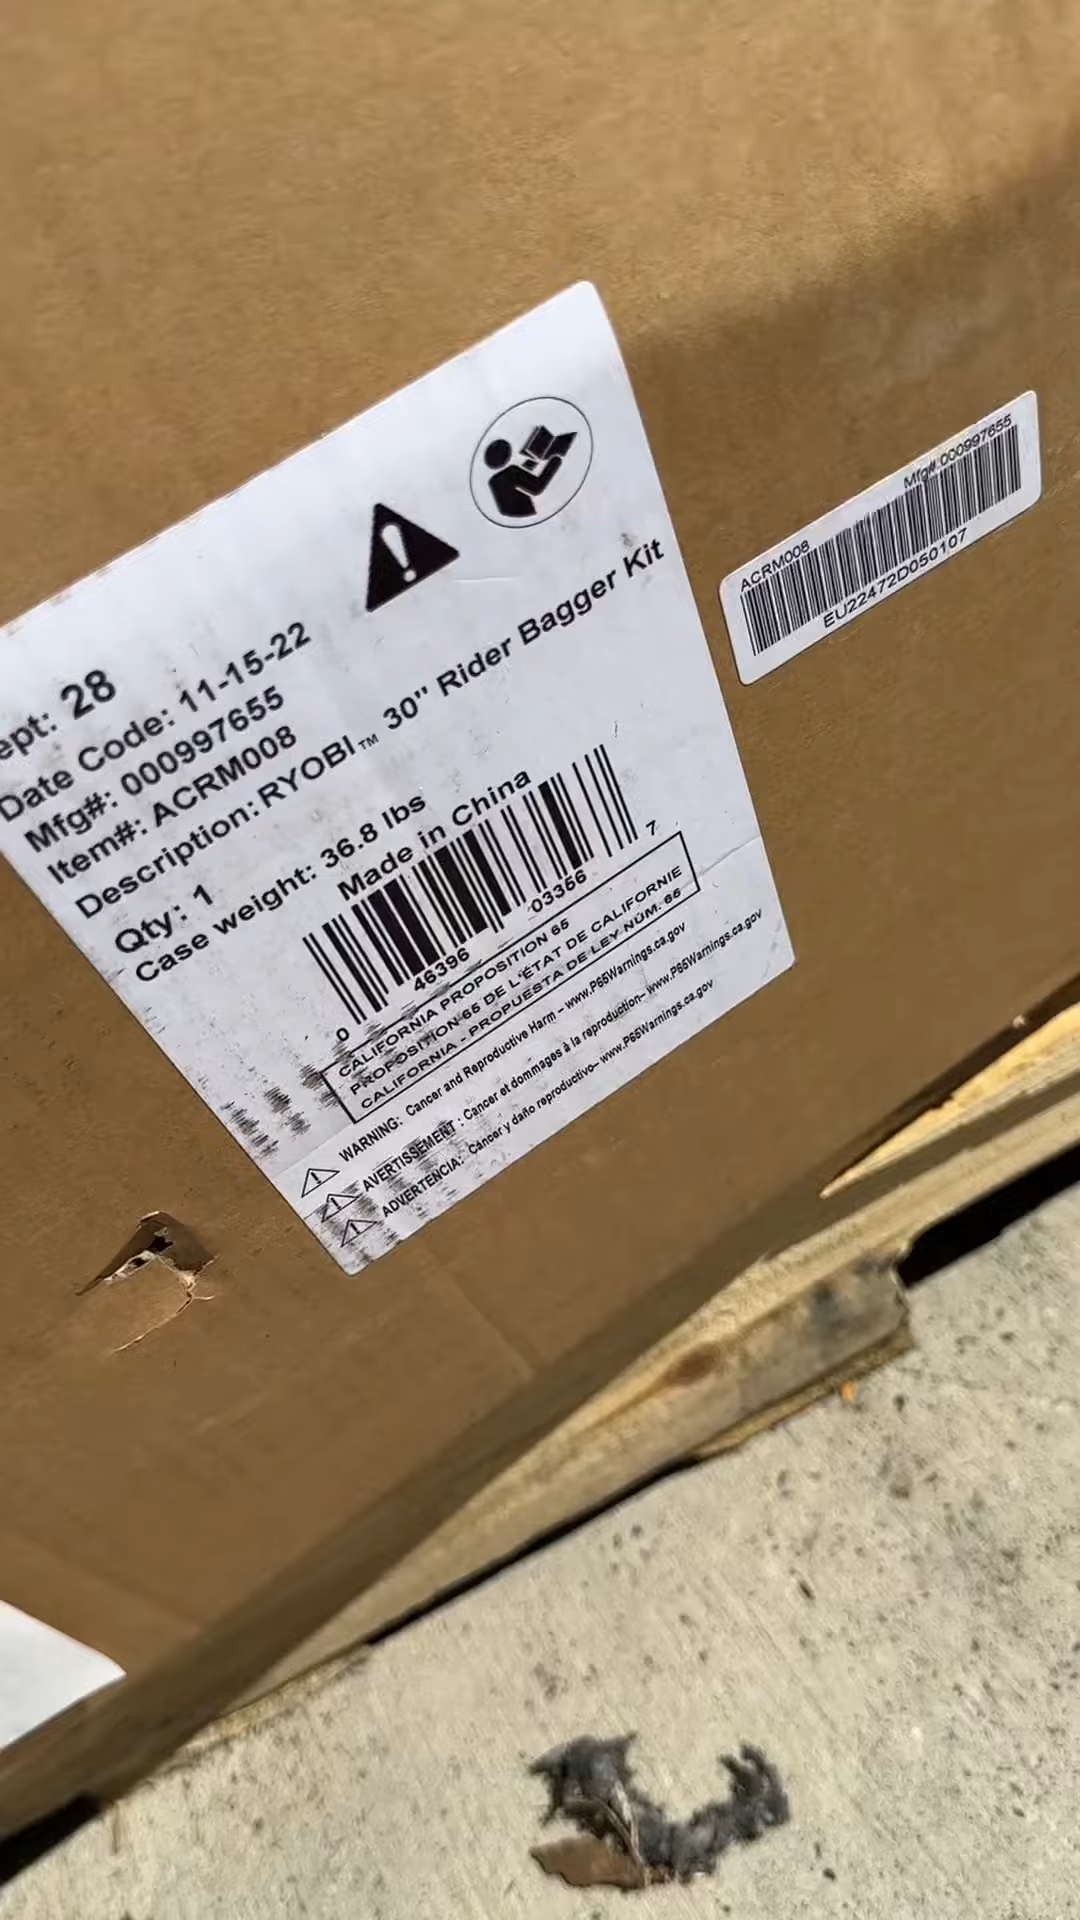 ept: 28
Date Code: 11-15-22
Mfg#: 000997655
Item#: ACRM008
Description: RYOBI™ 30" Rider Bagger Kit
Qty: 1
Case weight: 36.8 lbs
Made in China
0 46396 03366 7
CALIFORNIA PROPOSITION 65
PROPOSITION 65 DE L'ÉTAT DE CALIFORNIE
CALIFORNIA - PROPUESTA DE LEY NÚM. 65
WARNING: Cancer and Reproductive Harm – www.P65Warnings.ca.gov
AVERTISSEMENT : Cancer et dommages à la reproduction– www.P65Warnings.ca.gov
ADVERTENCIA: Cáncer y daño reproductivo– www.P65Warnings.ca.gov
ACRM008 Mfg# 000997655
EU22472D050107